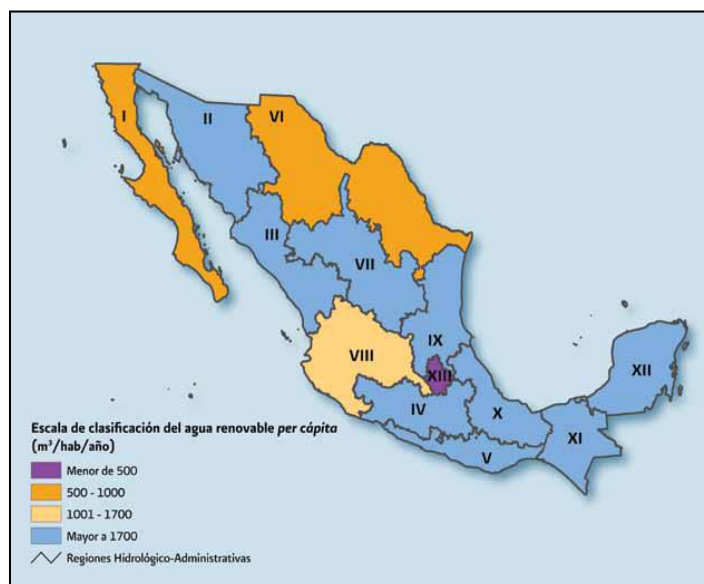 I
II
VI
III
VII
IX
VIII
XIII
XII
IV
X
XI
V
Escala de clasificación del agua renovable per cápita
(m³/hab/año)
Menor de 500
500 - 1000
1001 - 1700
Mayor a 1700
Regiones Hidrológico-Administrativas